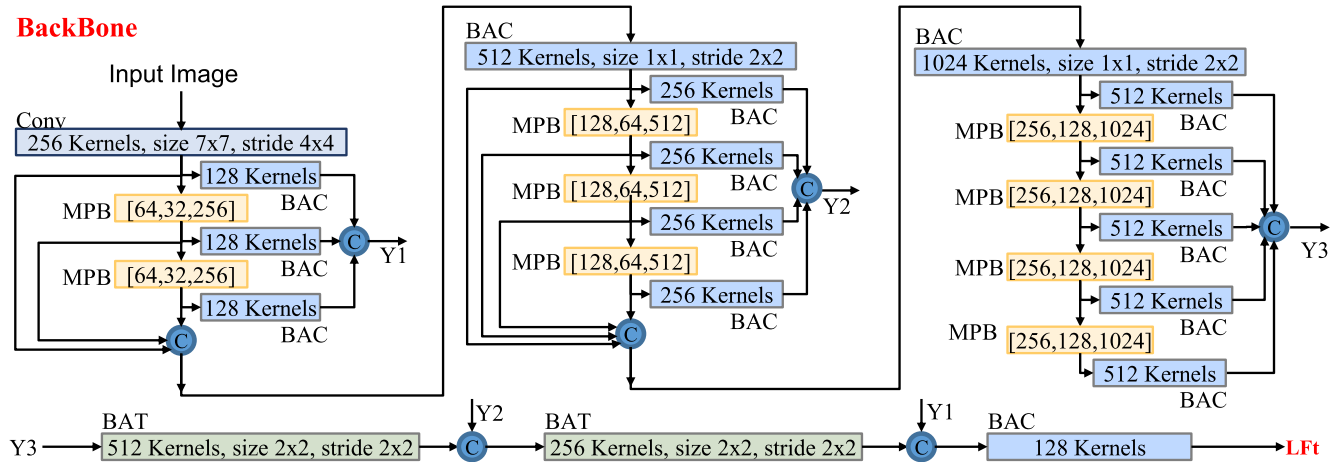 BackBone
Input Image
Conv
256 Kernels, size 7x7, stride 4x4
128 Kernels
BAC
MPB [64,32,256]
128 Kernels
BAC
C
Y1
MPB [64,32,256]
128 Kernels
BAC
C
BAC
512 Kernels, size 1x1, stride 2x2
256 Kernels
BAC
MPB [128,64,512]
256 Kernels
BAC
MPB [128,64,512]
C
Y2
256 Kernels
BAC
MPB [128,64,512]
256 Kernels
BAC
C
BAC
1024 Kernels, size 1x1, stride 2x2
512 Kernels
BAC
MPB [256,128,1024]
512 Kernels
BAC
MPB [256,128,1024]
512 Kernels
BAC
C
Y3
MPB [256,128,1024]
512 Kernels
BAC
MPB [256,128,1024]
512 Kernels
BAC
Y3
BAT
512 Kernels, size 2x2, stride 2x2
Y2
C
BAT
256 Kernels, size 2x2, stride 2x2
Y1
C
BAC
128 Kernels
LFt